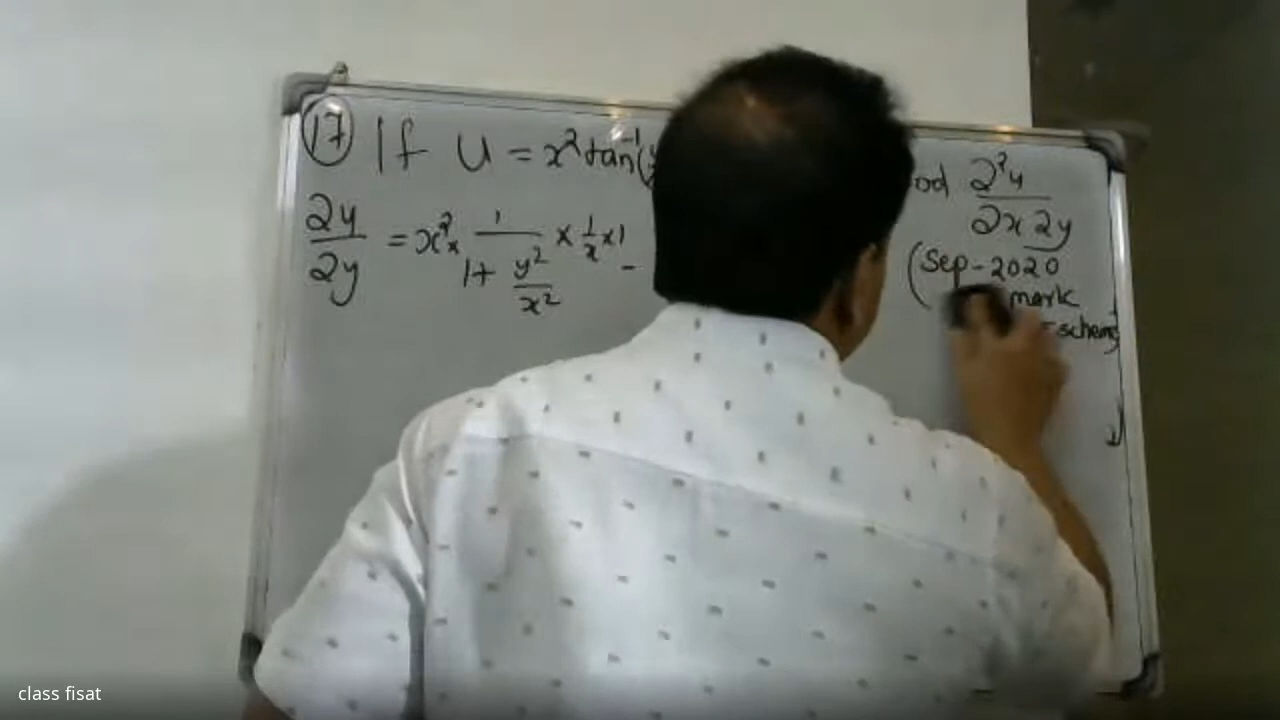 17 If U = x² tan⁻¹(y
∂²u
∂x∂y
∂u
∂y
= x² × 1 / (1 + y²/x²) × 1/x × 1 -
(Sep-2020
mark
scheme
class fisat